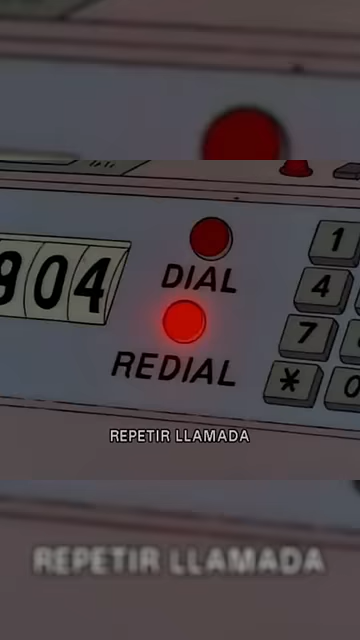 904
DIAL
REDIAL
1
4
7
*
0
REPETIR LLAMADA
REPETIR LLAMADA